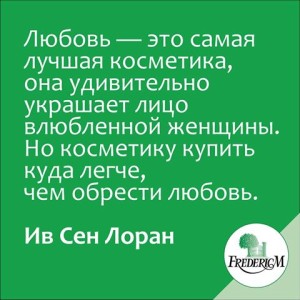 Любовь — это самая
лучшая косметика,
она удивительно
украшает лицо
влюбленной женщины.
Но косметику купить
куда легче,
чем обрести любовь.
Ив Сен Лоран
FREDERICM